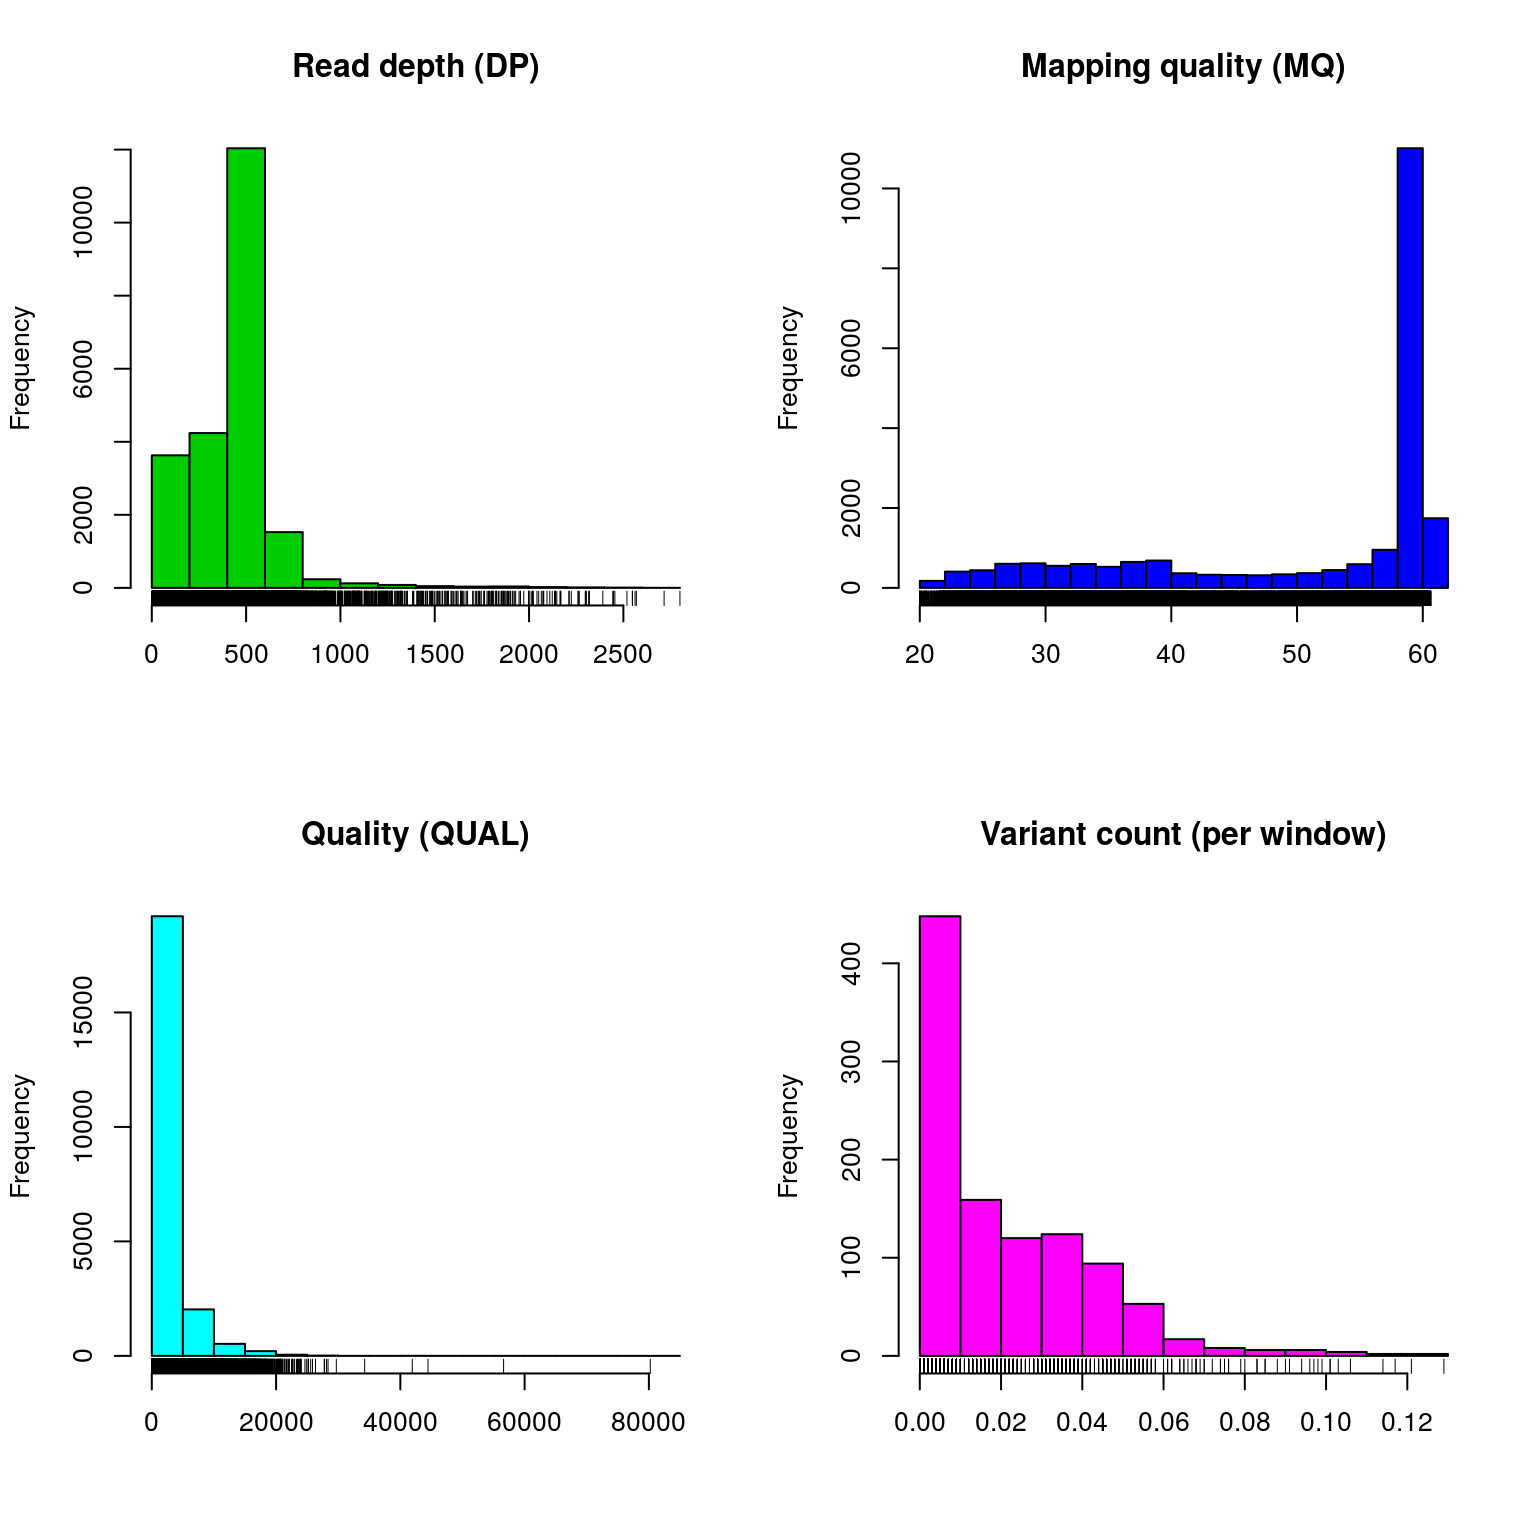 Read depth (DP)
Frequency
0
2000
6000
10000
0 500 1000 1500 2000 2500
Mapping quality (MQ)
Frequency
0
2000
6000
10000
20 30 40 50 60
Quality (QUAL)
Frequency
0
5000
10000
15000
0 20000 40000 60000 80000
Variant count (per window)
Frequency
0
100
200
300
400
0.00 0.02 0.04 0.06 0.08 0.10 0.12